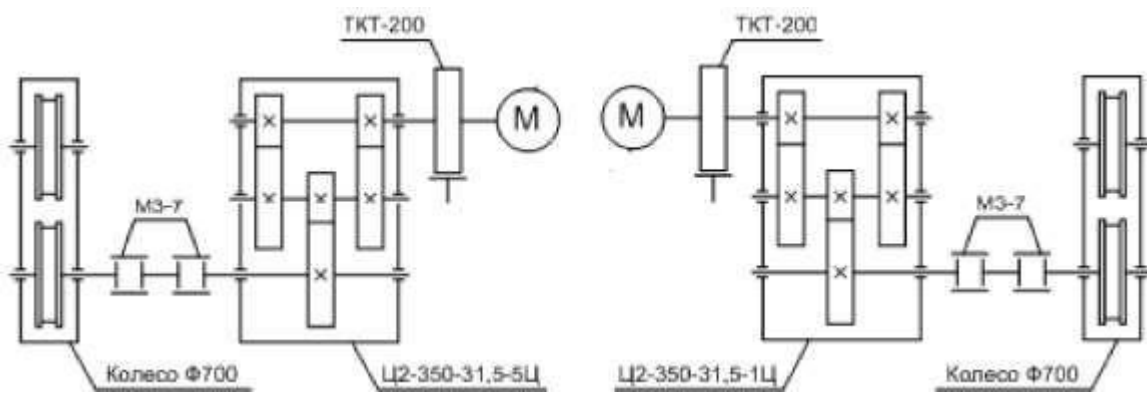 ТКТ-200 ТКТ-200
М М
МЗ-7 МЗ-7
Колесо Ф700 Ц2-350-31,5-5Ц Ц2-350-31,5-1Ц Колесо Ф700